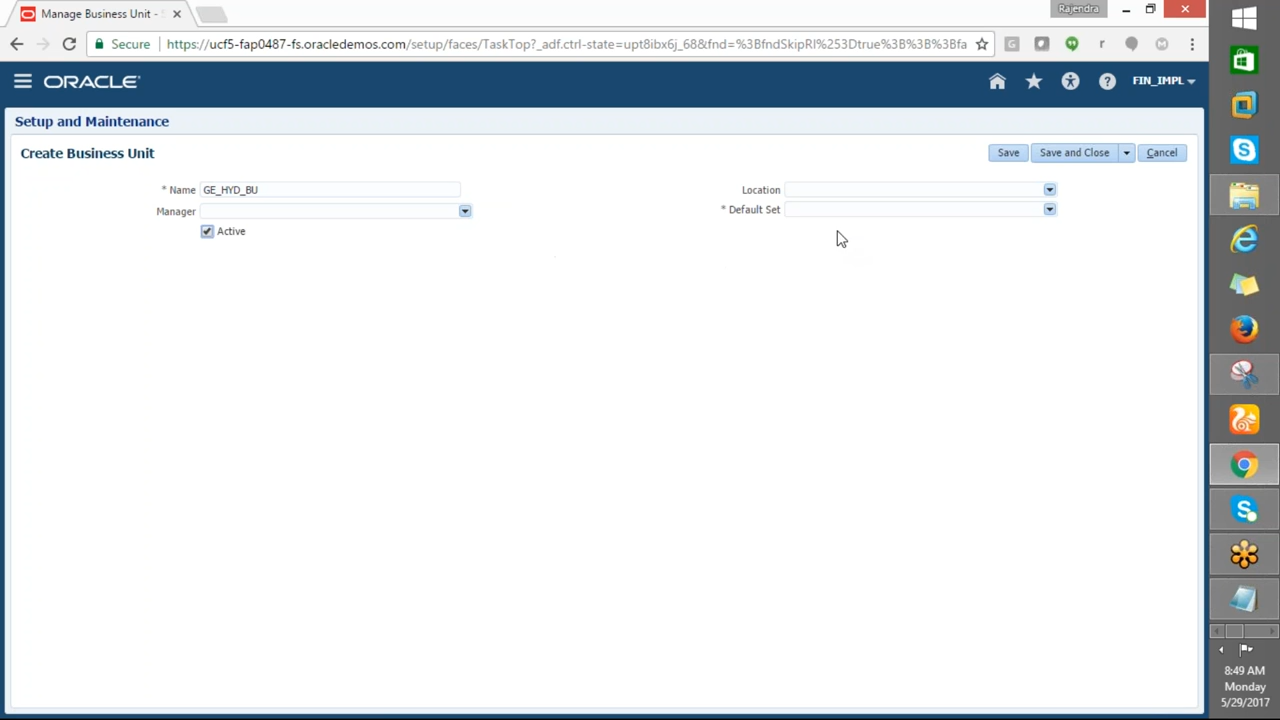 Manage Business Unit -
Rajendra
Secure https://ucf5-fap0487-fs.oracledemos.com/setup/faces/TaskTop?_adf.ctrl-state=upt8ibx6j_68&fnd=%3BfndSkipRI%253Dtrue%3B%3B%3Bfa
ORACLE
FIN_IMPL
Setup and Maintenance
Create Business Unit
Save Save and Close Cancel
* Name GE_HYD_BU
Location
Manager
* Default Set
Active
8:49 AM
Monday
5/29/2017